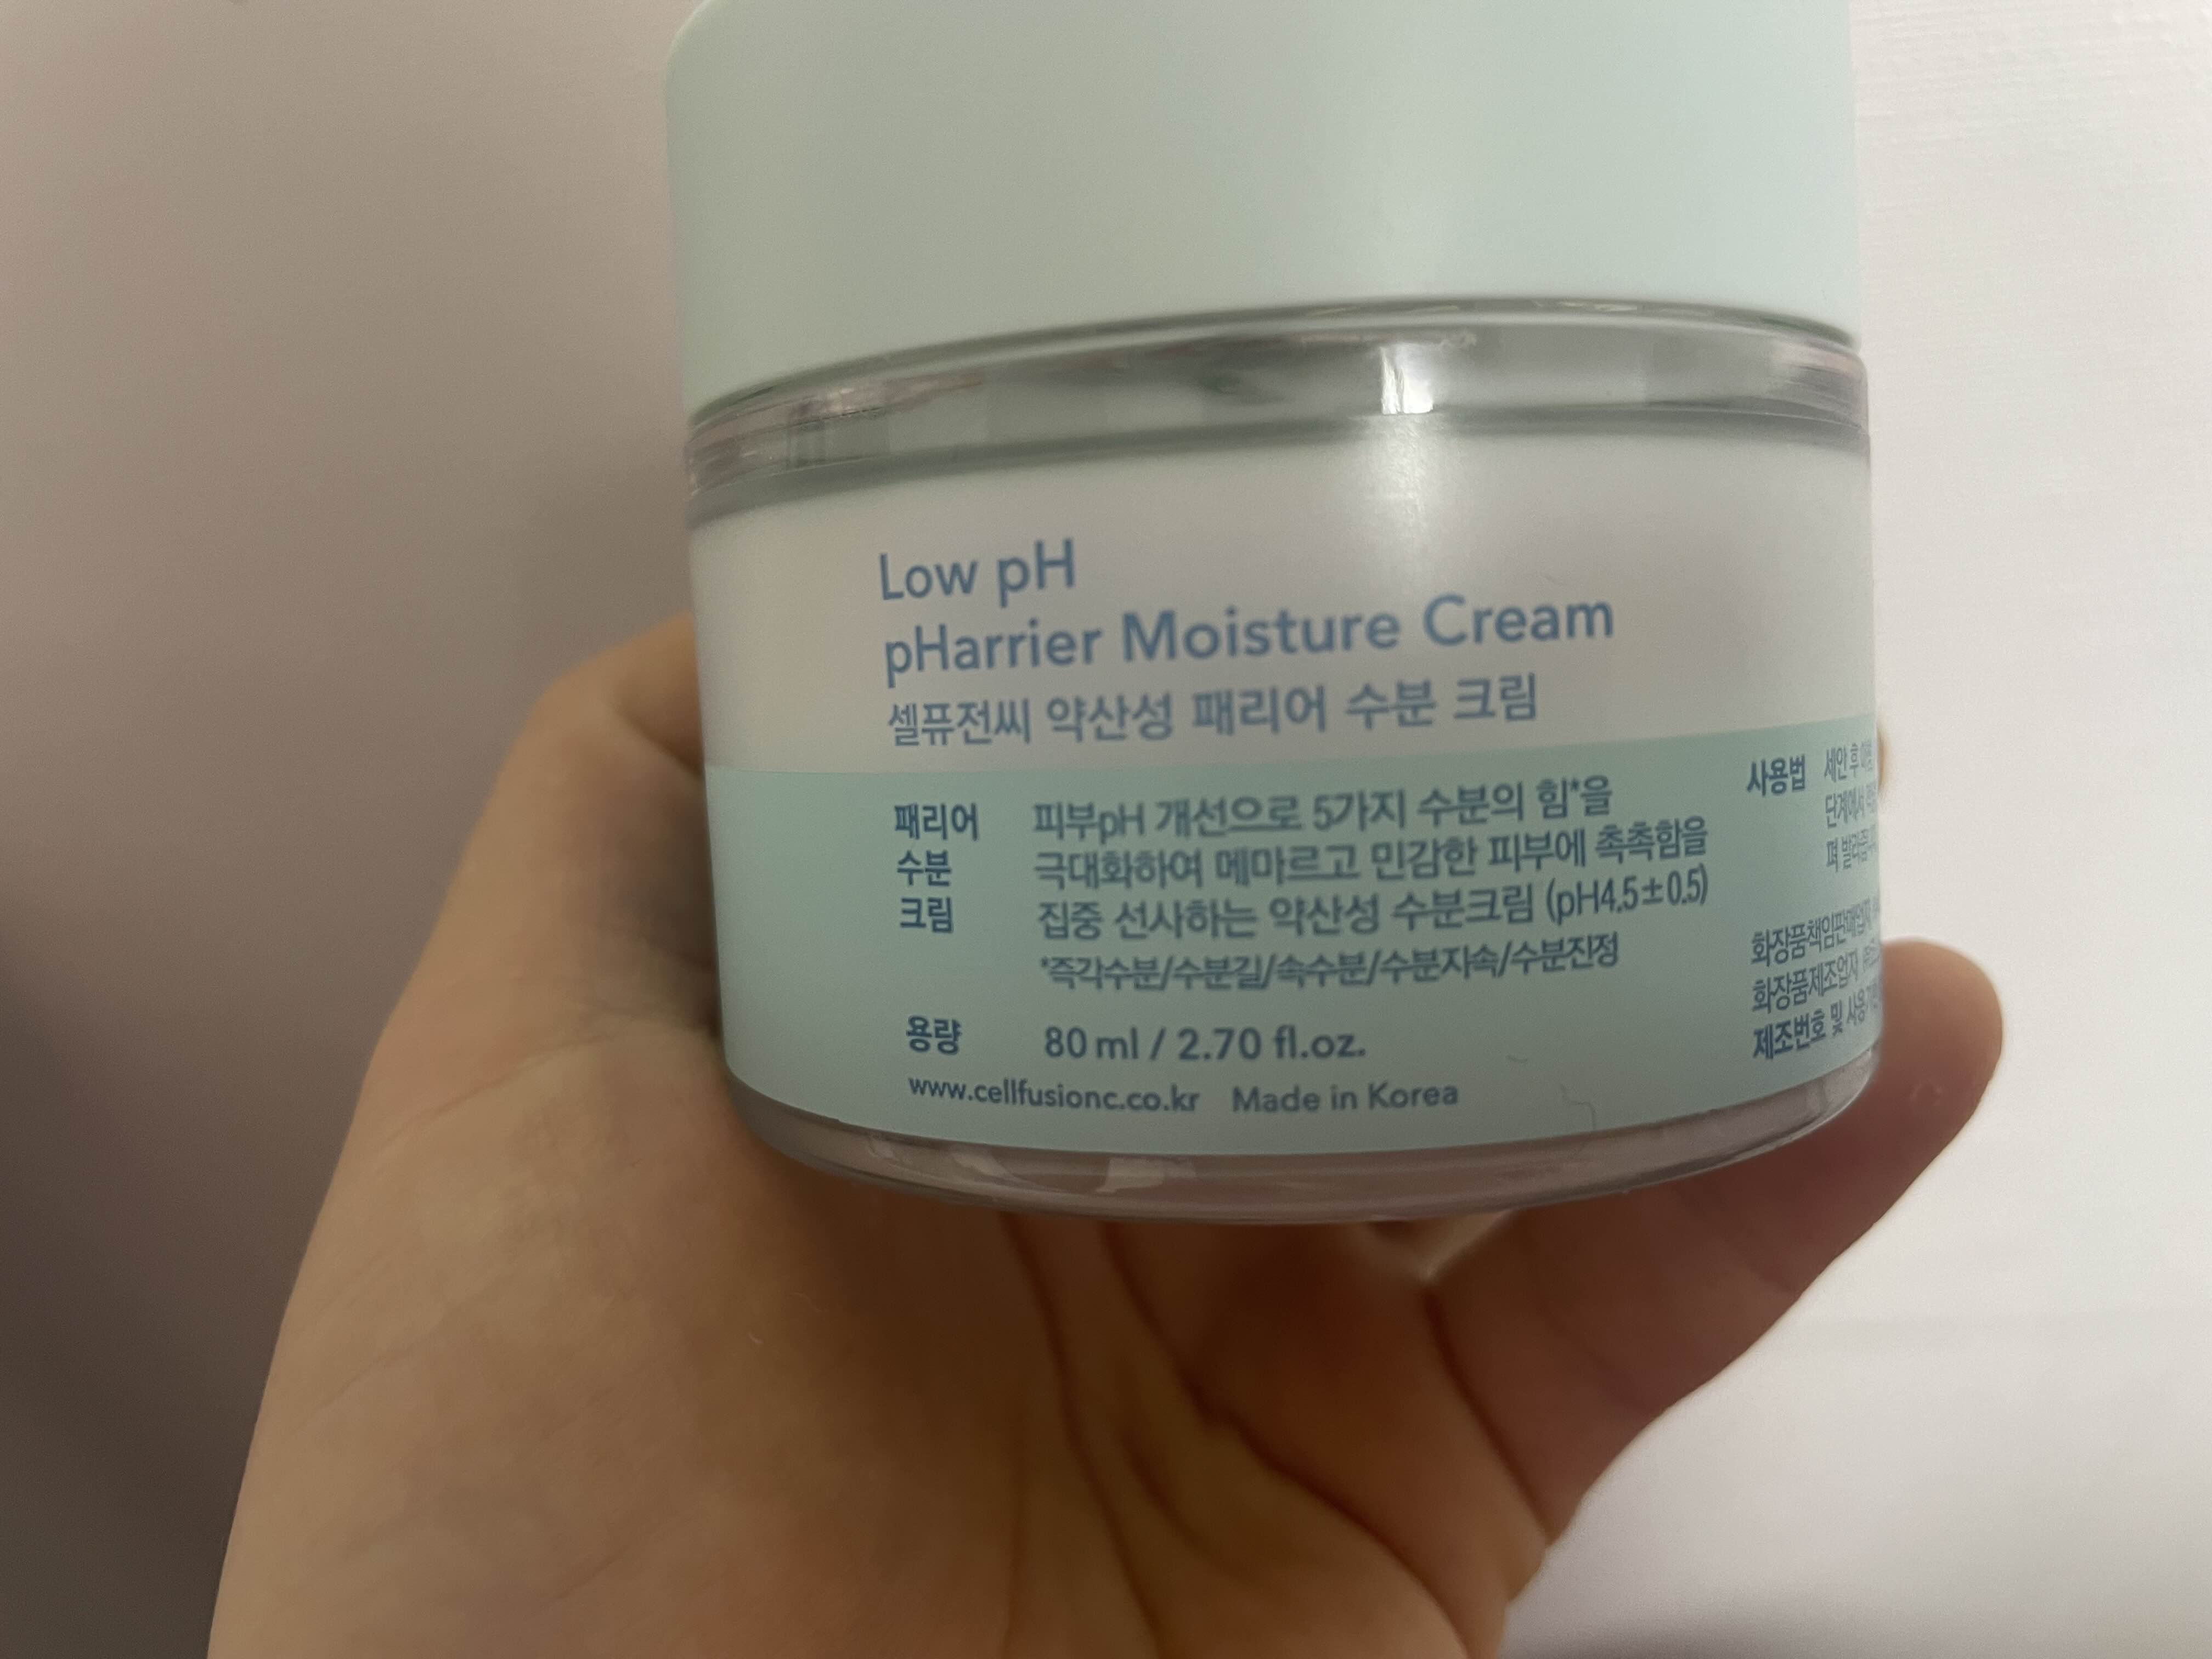 Low pH
pHarrier Moisture Cream
셀퓨전씨 약산성 패리어 수분 크림
패리어
수분
크림
피부pH 개선으로 5가지 수분의 힘*을
극대화하여 메마르고 민감한 피부에 촉촉함을
집중 선사하는 약산성 수분크림 (pH4.5±0.5)
*즉각수분/수분길/속수분/수분지속/수분진정
용량 80 ml / 2.70 fl.oz.
www.cellfusionc.co.kr Made in Korea
사용법 세안 후
단계에서
펴
화장품책임판매업자
화장품제조업자
제조번호 및